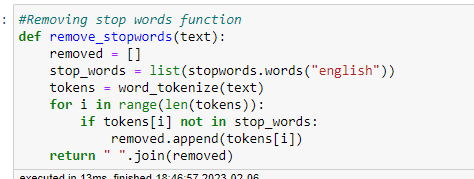 #Removing stop words function
: def remove_stopwords(text):
    removed = []
    stop_words = list(stopwords.words("english"))
    tokens = word_tokenize(text)
    for i in range(len(tokens)):
        if tokens[i] not in stop_words:
            removed.append(tokens[i])
    return " ".join(removed)
executed in 13ms, finished 18:46:57 2023-02-06